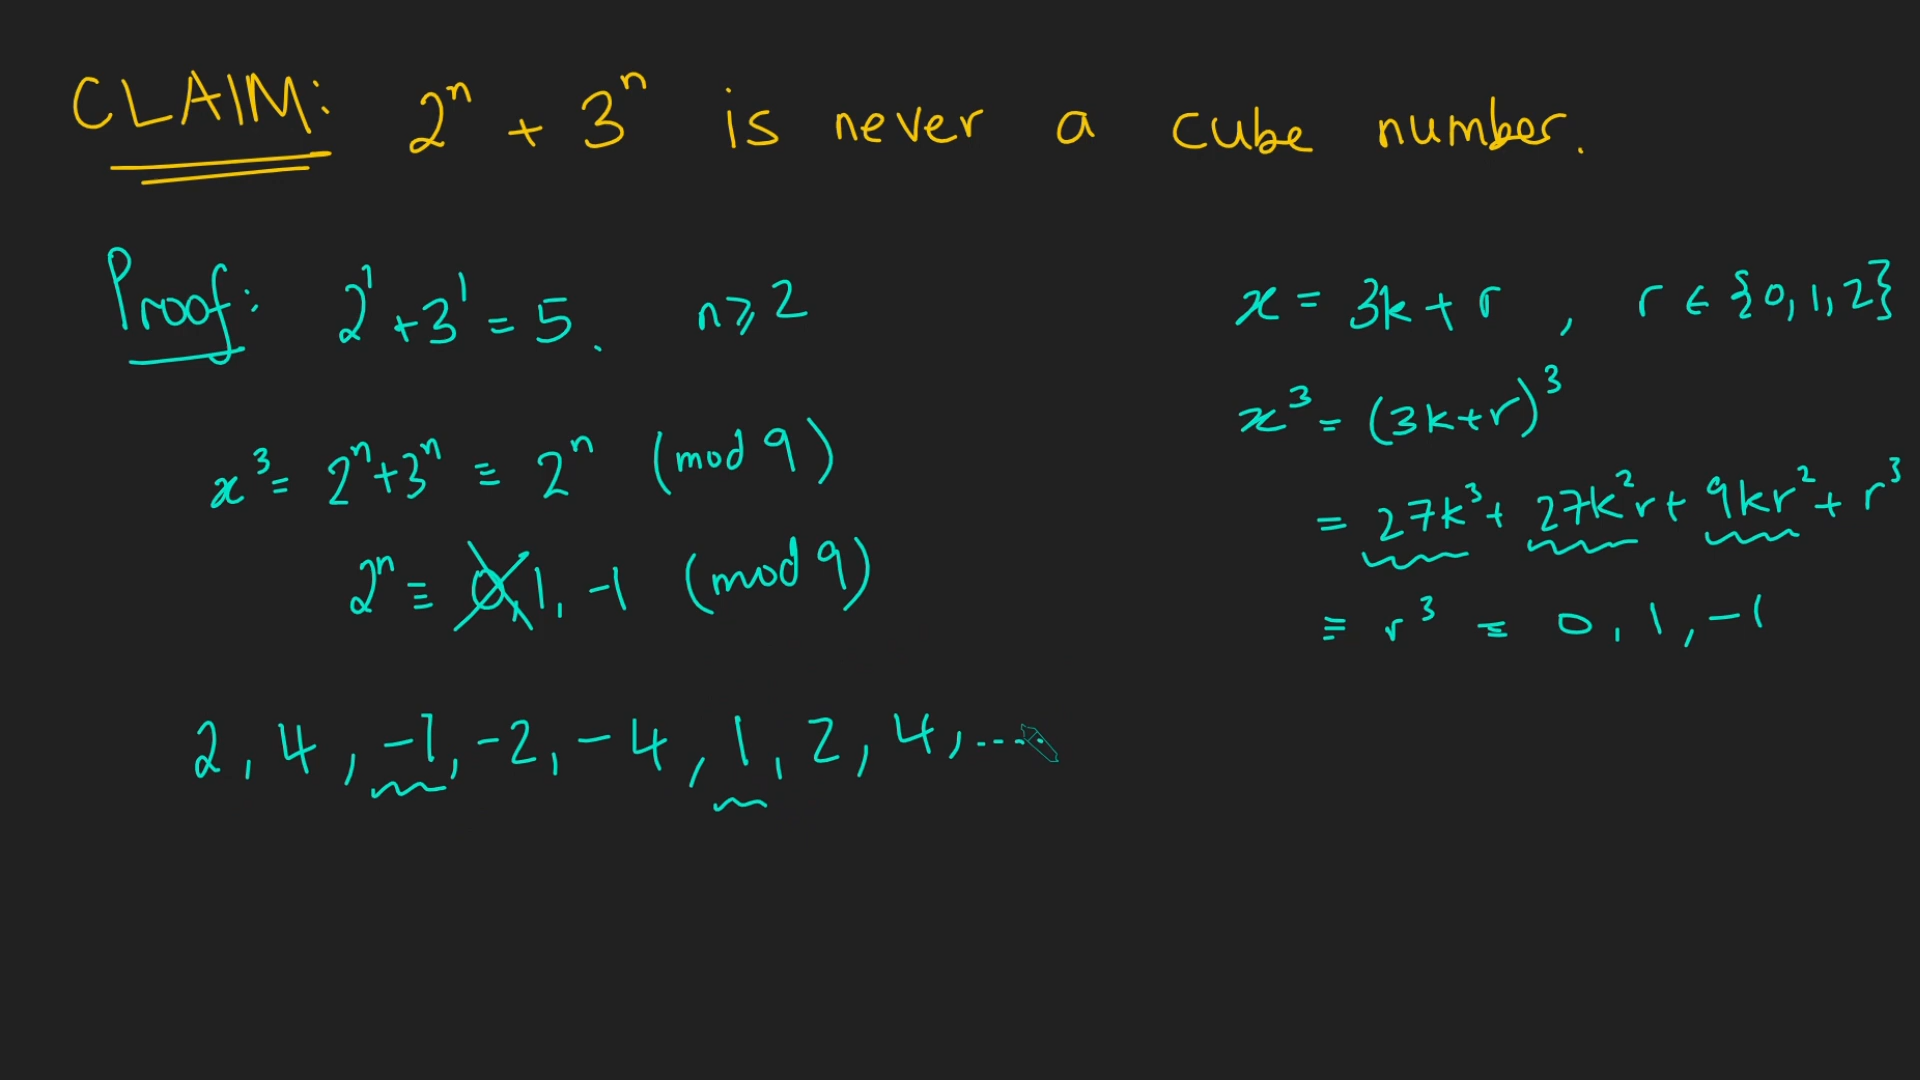 CLAIM: 2ⁿ + 3ⁿ is never a cube number.
Proof: 2¹ + 3¹ = 5. n ⩾ 2
x³ = 2ⁿ + 3ⁿ ≡ 2ⁿ (mod 9)
2ⁿ ≡ 0, 1, -1 (mod 9)
2, 4, -1, -2, -4, 1, 2, 4, ....
x = 3k + r , r ∈ {0, 1, 2}
x³ = (3k+r)³
= 27k³ + 27k²r + 9kr² + r³
≡ r³ ≡ 0, 1, -1